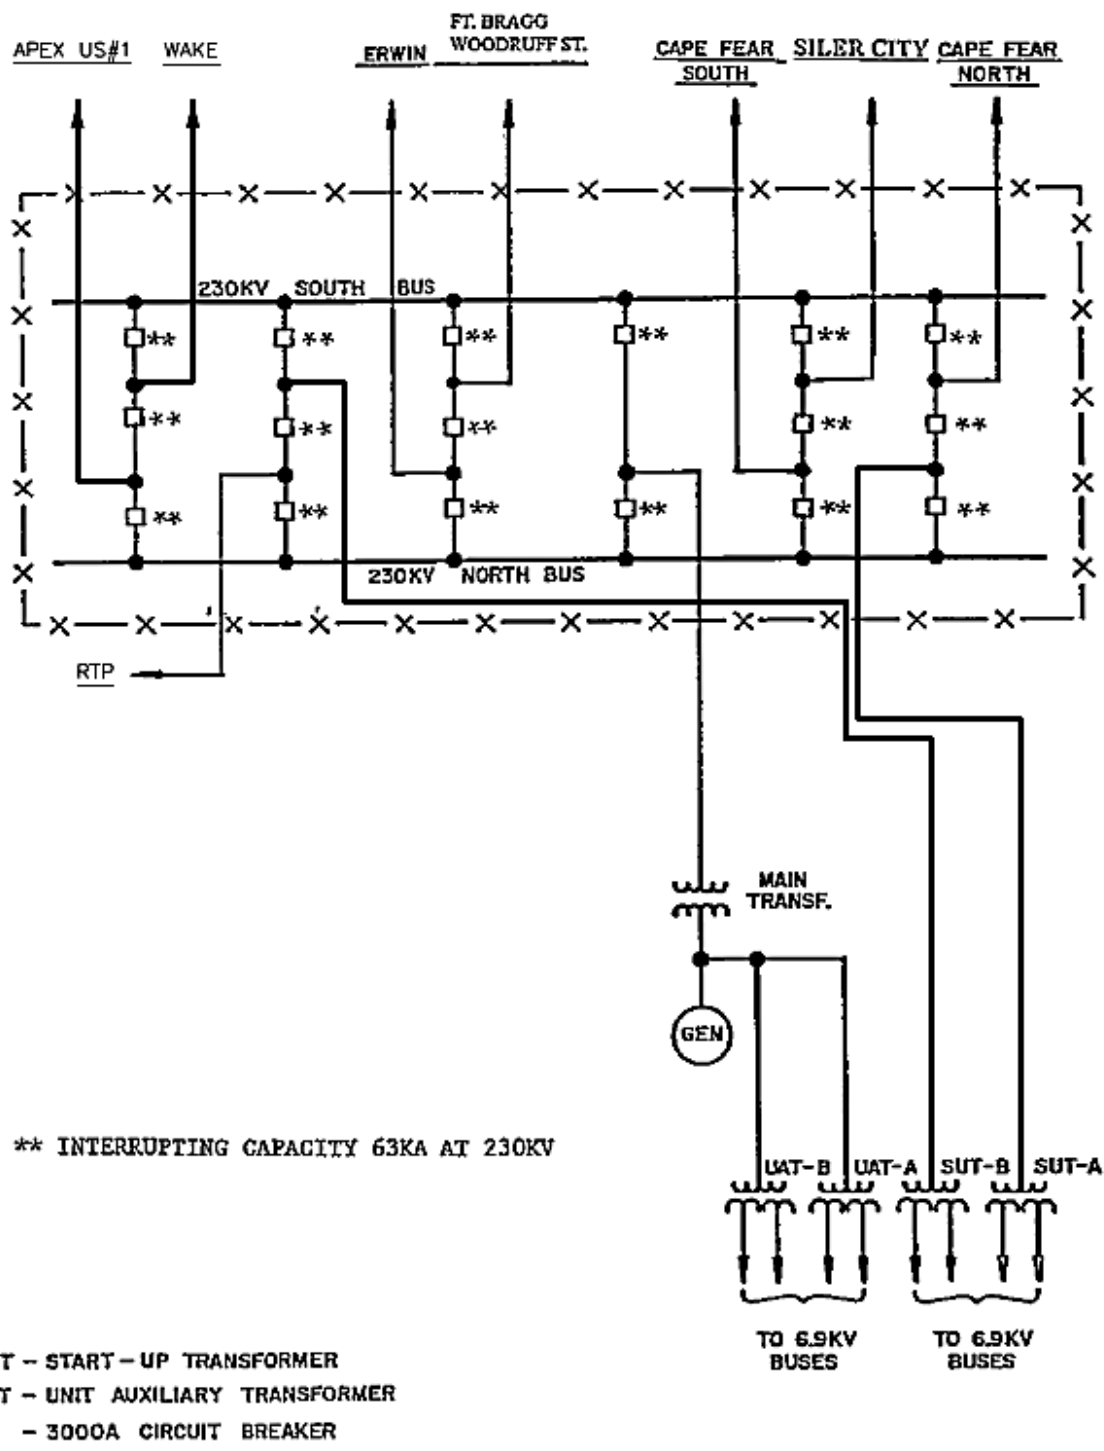 FT. BRAGG
WOODRUFF ST.
APEX US#1
WAKE
ERWIN
CAPE FEAR
SOUTH
SILER CITY
CAPE FEAR
NORTH
230KV SOUTH BUS
** ** ** ** ** **
** ** ** ** **
** ** ** ** ** **
230KV NORTH BUS
RTP
MAIN
TRANSF.
GEN
** INTERRUPTING CAPACITY 63KA AT 230KV
UAT-B UAT-A SUT-B SUT-A
TO 6.9KV
BUSES
TO 6.9KV
BUSES
T - START-UP TRANSFORMER
T - UNIT AUXILIARY TRANSFORMER
- 3000A CIRCUIT BREAKER